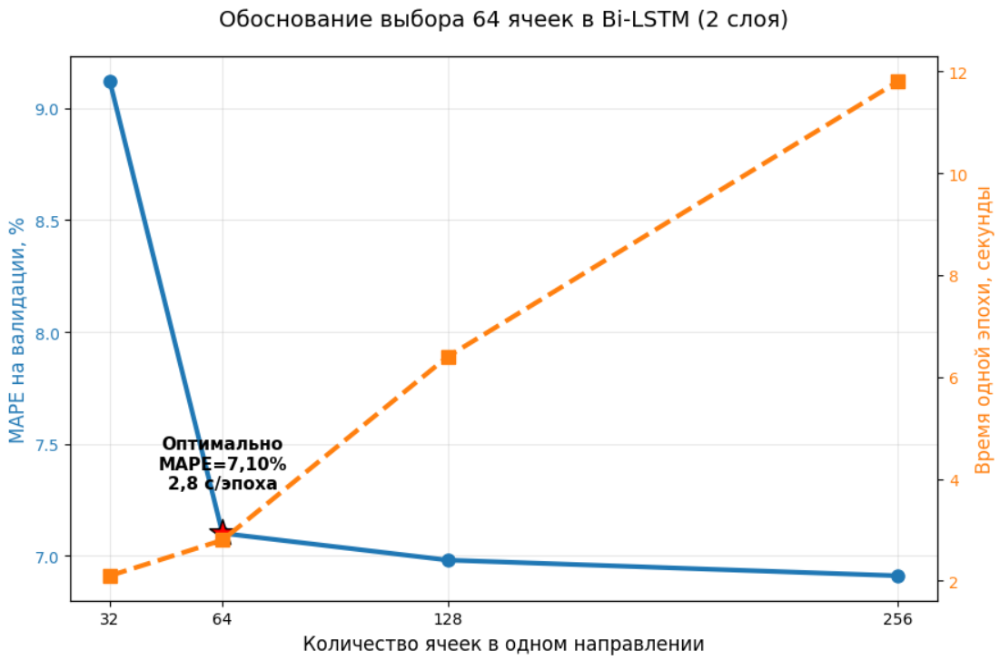 Обоснование выбора 64 ячеек в Bi-LSTM (2 слоя)
MAPE на валидации, %
9.0
8.5
8.0
7.5
7.0
Оптимально
MAPE=7,10%
2,8 с/эпоха
12
10
8
6
4
2
Время одной эпохи, секунды
32
64
128
256
Количество ячеек в одном направлении